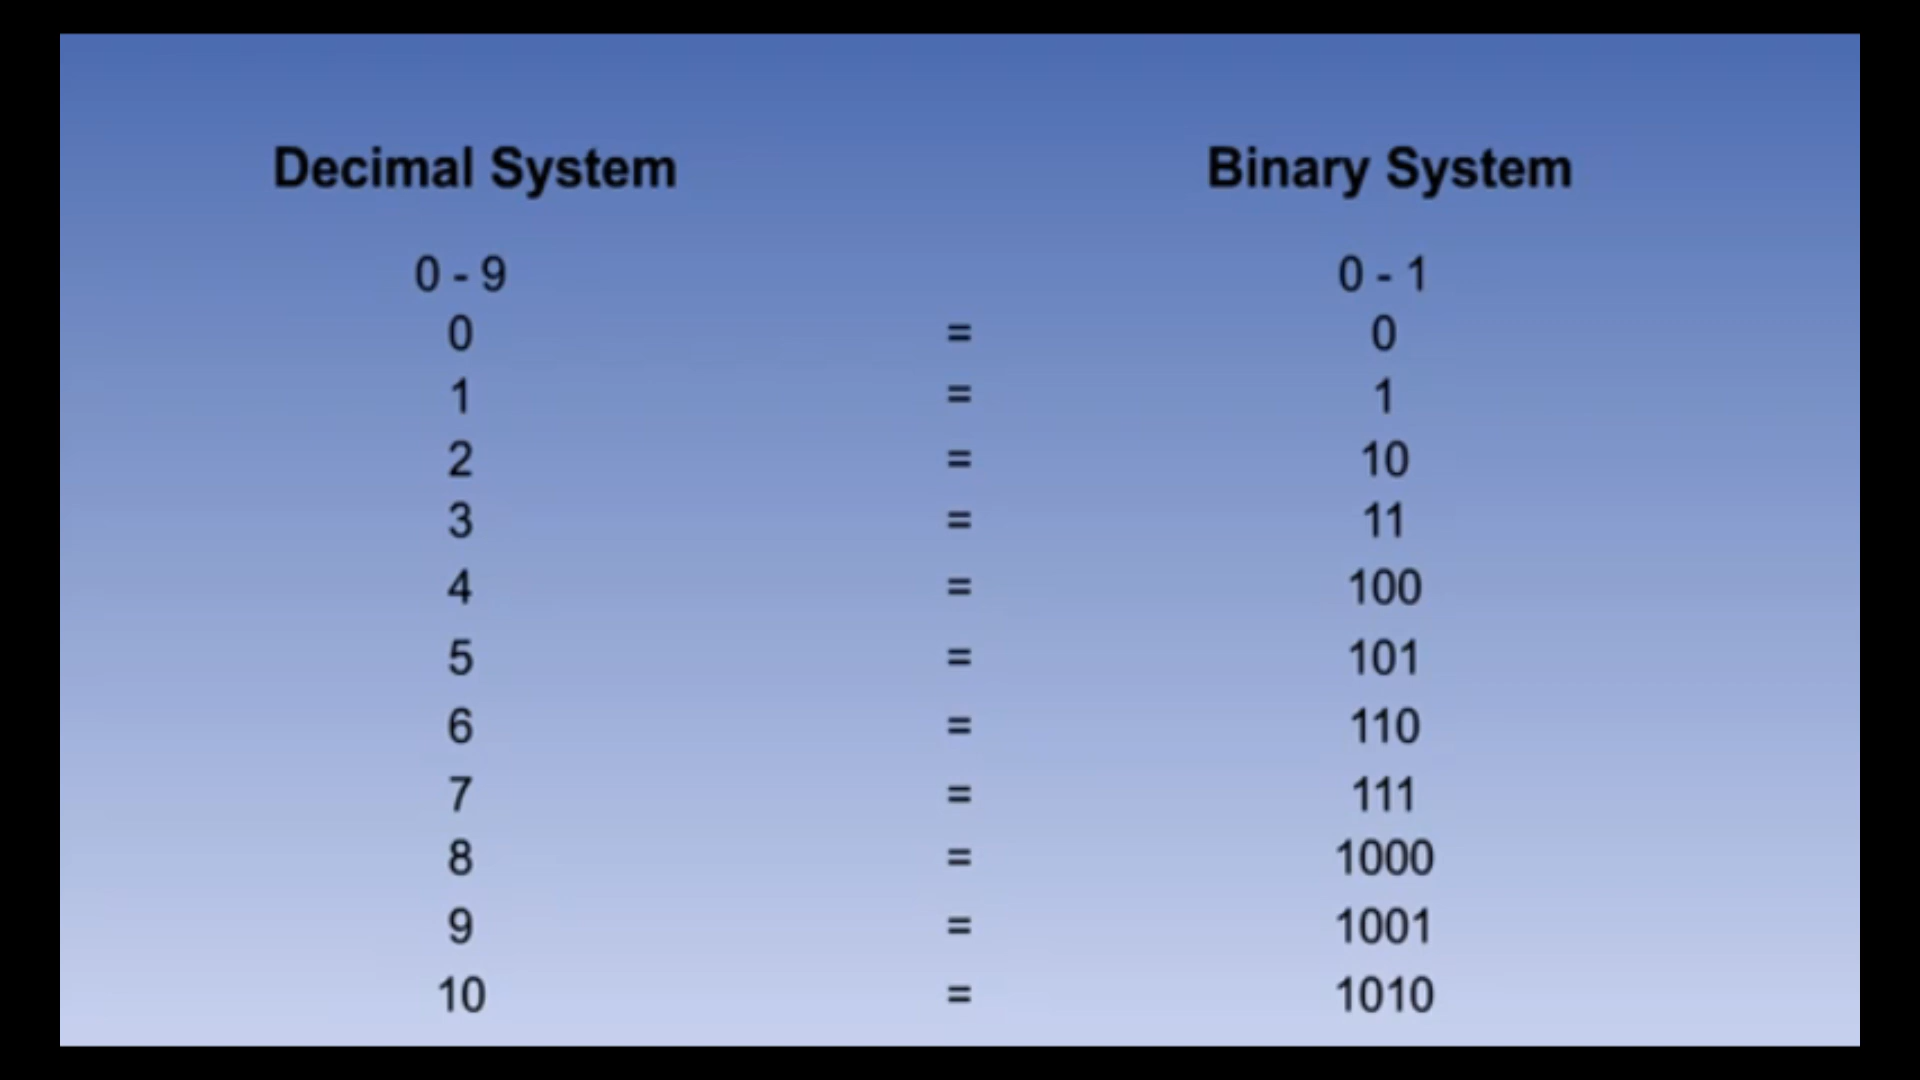 Decimal System Binary System
0 - 9 0 - 1
0 = 0
1 = 1
2 = 10
3 = 11
4 = 100
5 = 101
6 = 110
7 = 111
8 = 1000
9 = 1001
10 = 1010